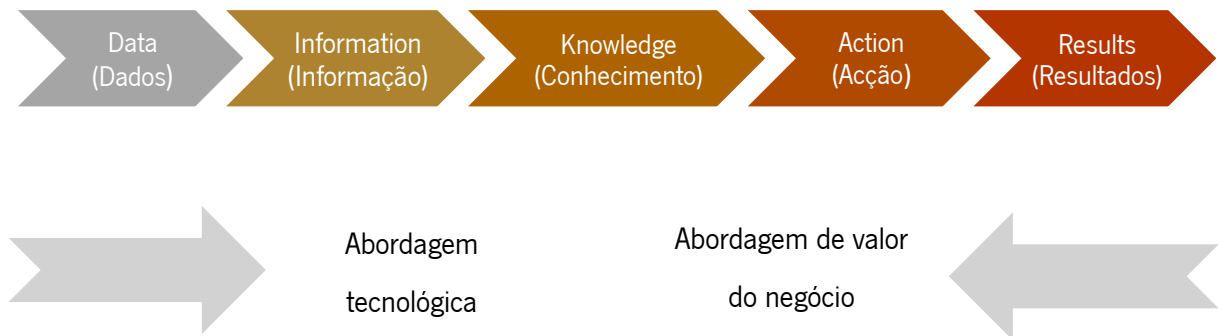 Data
(Dados)
Information
(Informação)
Knowledge
(Conhecimento)
Action
(Acção)
Results
(Resultados)
Abordagem
tecnológica
Abordagem de valor
do negócio